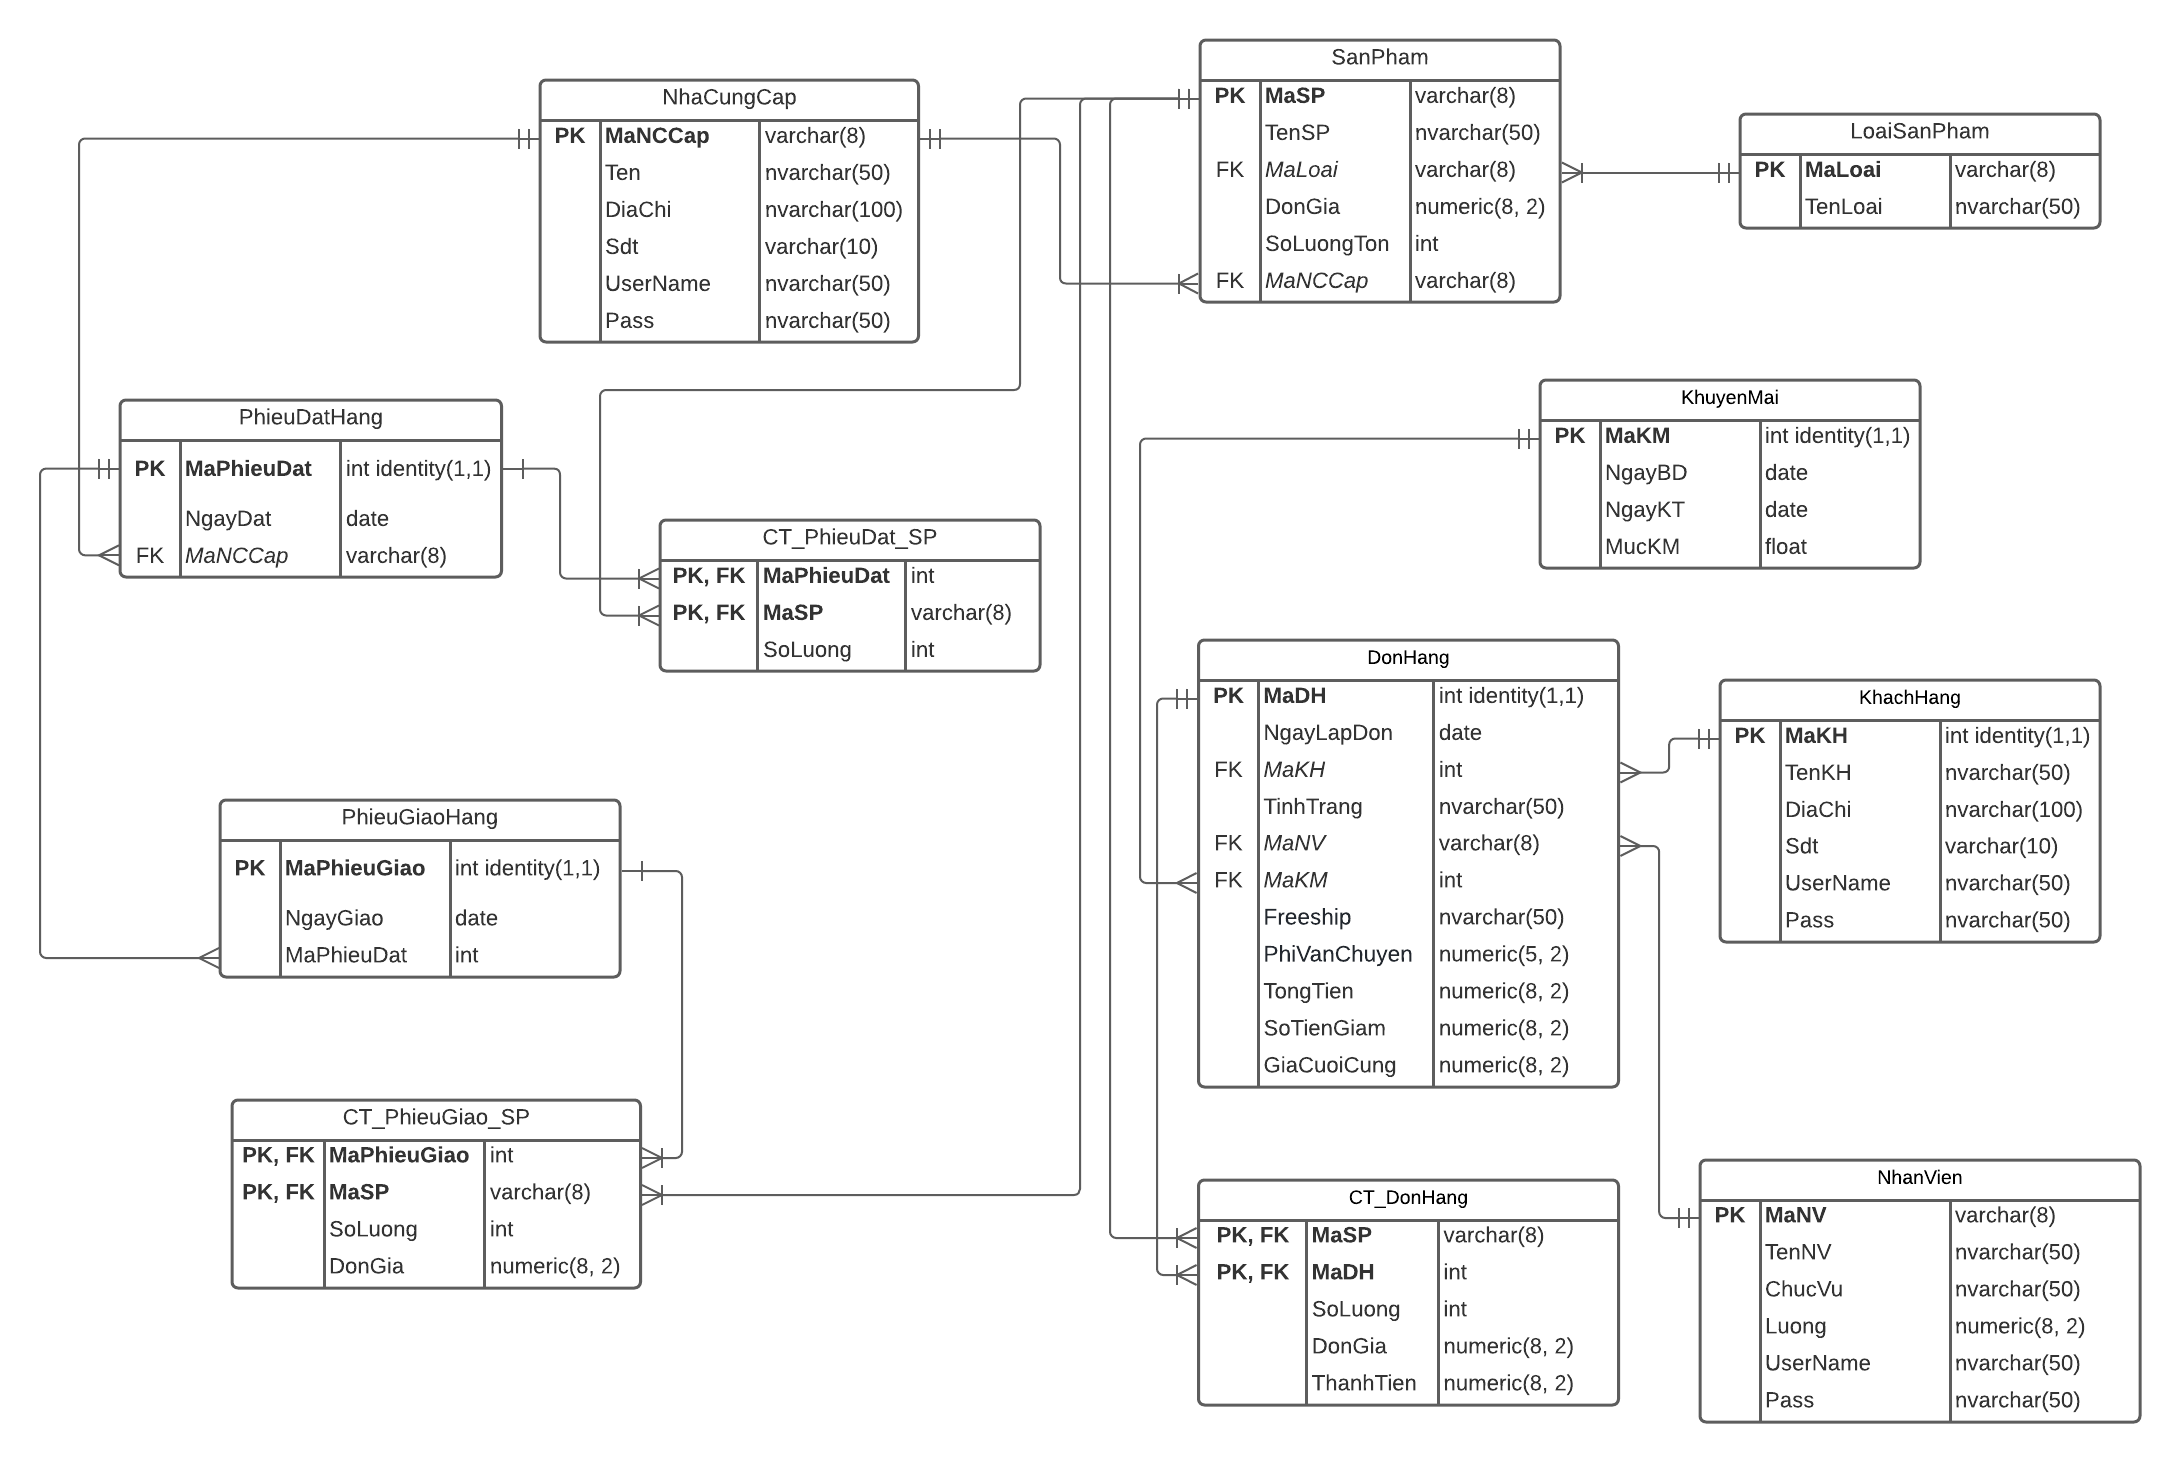 NhaCungCap
PK MaNCCap varchar(8)
Ten nvarchar(50)
DiaChi nvarchar(100)
Sdt varchar(10)
UserName nvarchar(50)
Pass nvarchar(50)
SanPham
PK MaSP varchar(8)
TenSP nvarchar(50)
FK MaLoai varchar(8)
DonGia numeric(8, 2)
SoLuongTon int
FK MaNCCap varchar(8)
LoaiSanPham
PK MaLoai varchar(8)
TenLoai nvarchar(50)
PhieuDatHang
PK MaPhieuDat int identity(1,1)
NgayDat date
FK MaNCCap varchar(8)
CT_PhieuDat_SP
PK, FK MaPhieuDat int
PK, FK MaSP varchar(8)
SoLuong int
KhuyenMai
PK MaKM int identity(1,1)
NgayBD date
NgayKT date
MucKM float
DonHang
PK MaDH int identity(1,1)
NgayLapDon date
FK MaKH int
TinhTrang nvarchar(50)
FK MaNV varchar(8)
FK MaKM int
Freeship nvarchar(50)
PhiVanChuyen numeric(5, 2)
TongTien numeric(8, 2)
SoTienGiam numeric(8, 2)
GiaCuoiCung numeric(8, 2)
KhachHang
PK MaKH int identity(1,1)
TenKH nvarchar(50)
DiaChi nvarchar(100)
Sdt varchar(10)
UserName nvarchar(50)
Pass nvarchar(50)
PhieuGiaoHang
PK MaPhieuGiao int identity(1,1)
NgayGiao date
MaPhieuDat int
CT_PhieuGiao_SP
PK, FK MaPhieuGiao int
PK, FK MaSP varchar(8)
SoLuong int
DonGia numeric(8, 2)
CT_DonHang
PK, FK MaSP varchar(8)
PK, FK MaDH int
SoLuong int
DonGia numeric(8, 2)
ThanhTien numeric(8, 2)
NhanVien
PK MaNV varchar(8)
TenNV nvarchar(50)
ChucVu nvarchar(50)
Luong numeric(8, 2)
UserName nvarchar(50)
Pass nvarchar(50)